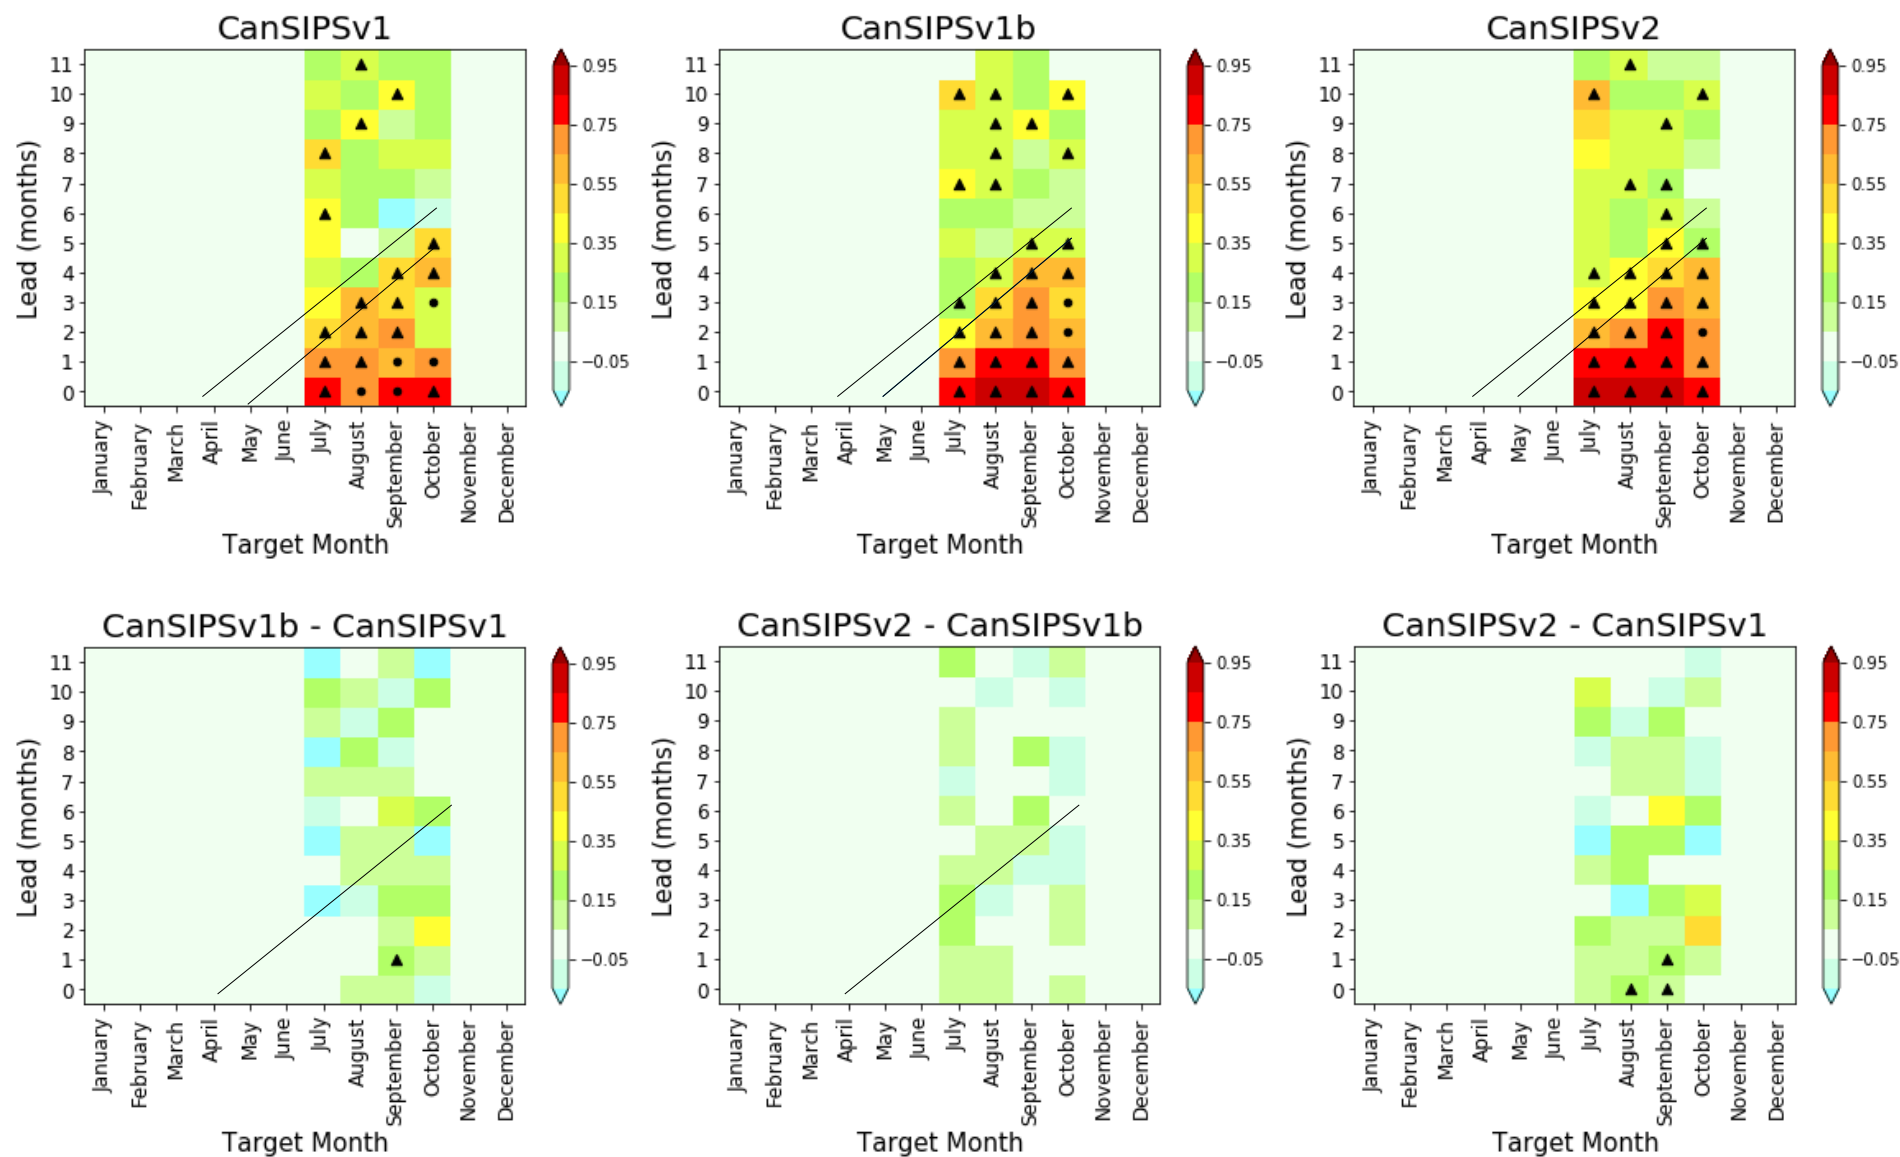 CanSIPSv1
11
10
9
8
7
6
5
4
3
2
1
0
Lead (months)
January
February
March
April
May
June
July
August
September
October
November
December
Target Month
0.95
0.75
0.55
0.35
0.15
−0.05
CanSIPSv1b
11
10
9
8
7
6
5
4
3
2
1
0
Lead (months)
January
February
March
April
May
June
July
August
September
October
November
December
Target Month
0.95
0.75
0.55
0.35
0.15
−0.05
CanSIPSv2
11
10
9
8
7
6
5
4
3
2
1
0
Lead (months)
January
February
March
April
May
June
July
August
September
October
November
December
Target Month
0.95
0.75
0.55
0.35
0.15
−0.05
CanSIPSv1b - CanSIPSv1
11
10
9
8
7
6
5
4
3
2
1
0
Lead (months)
January
February
March
April
May
June
July
August
September
October
November
December
Target Month
0.95
0.75
0.55
0.35
0.15
−0.05
CanSIPSv2 - CanSIPSv1b
11
10
9
8
7
6
5
4
3
2
1
0
Lead (months)
January
February
March
April
May
June
July
August
September
October
November
December
Target Month
0.95
0.75
0.55
0.35
0.15
−0.05
CanSIPSv2 - CanSIPSv1
11
10
9
8
7
6
5
4
3
2
1
0
Lead (months)
January
February
March
April
May
June
July
August
September
October
November
December
Target Month
0.95
0.75
0.55
0.35
0.15
−0.05